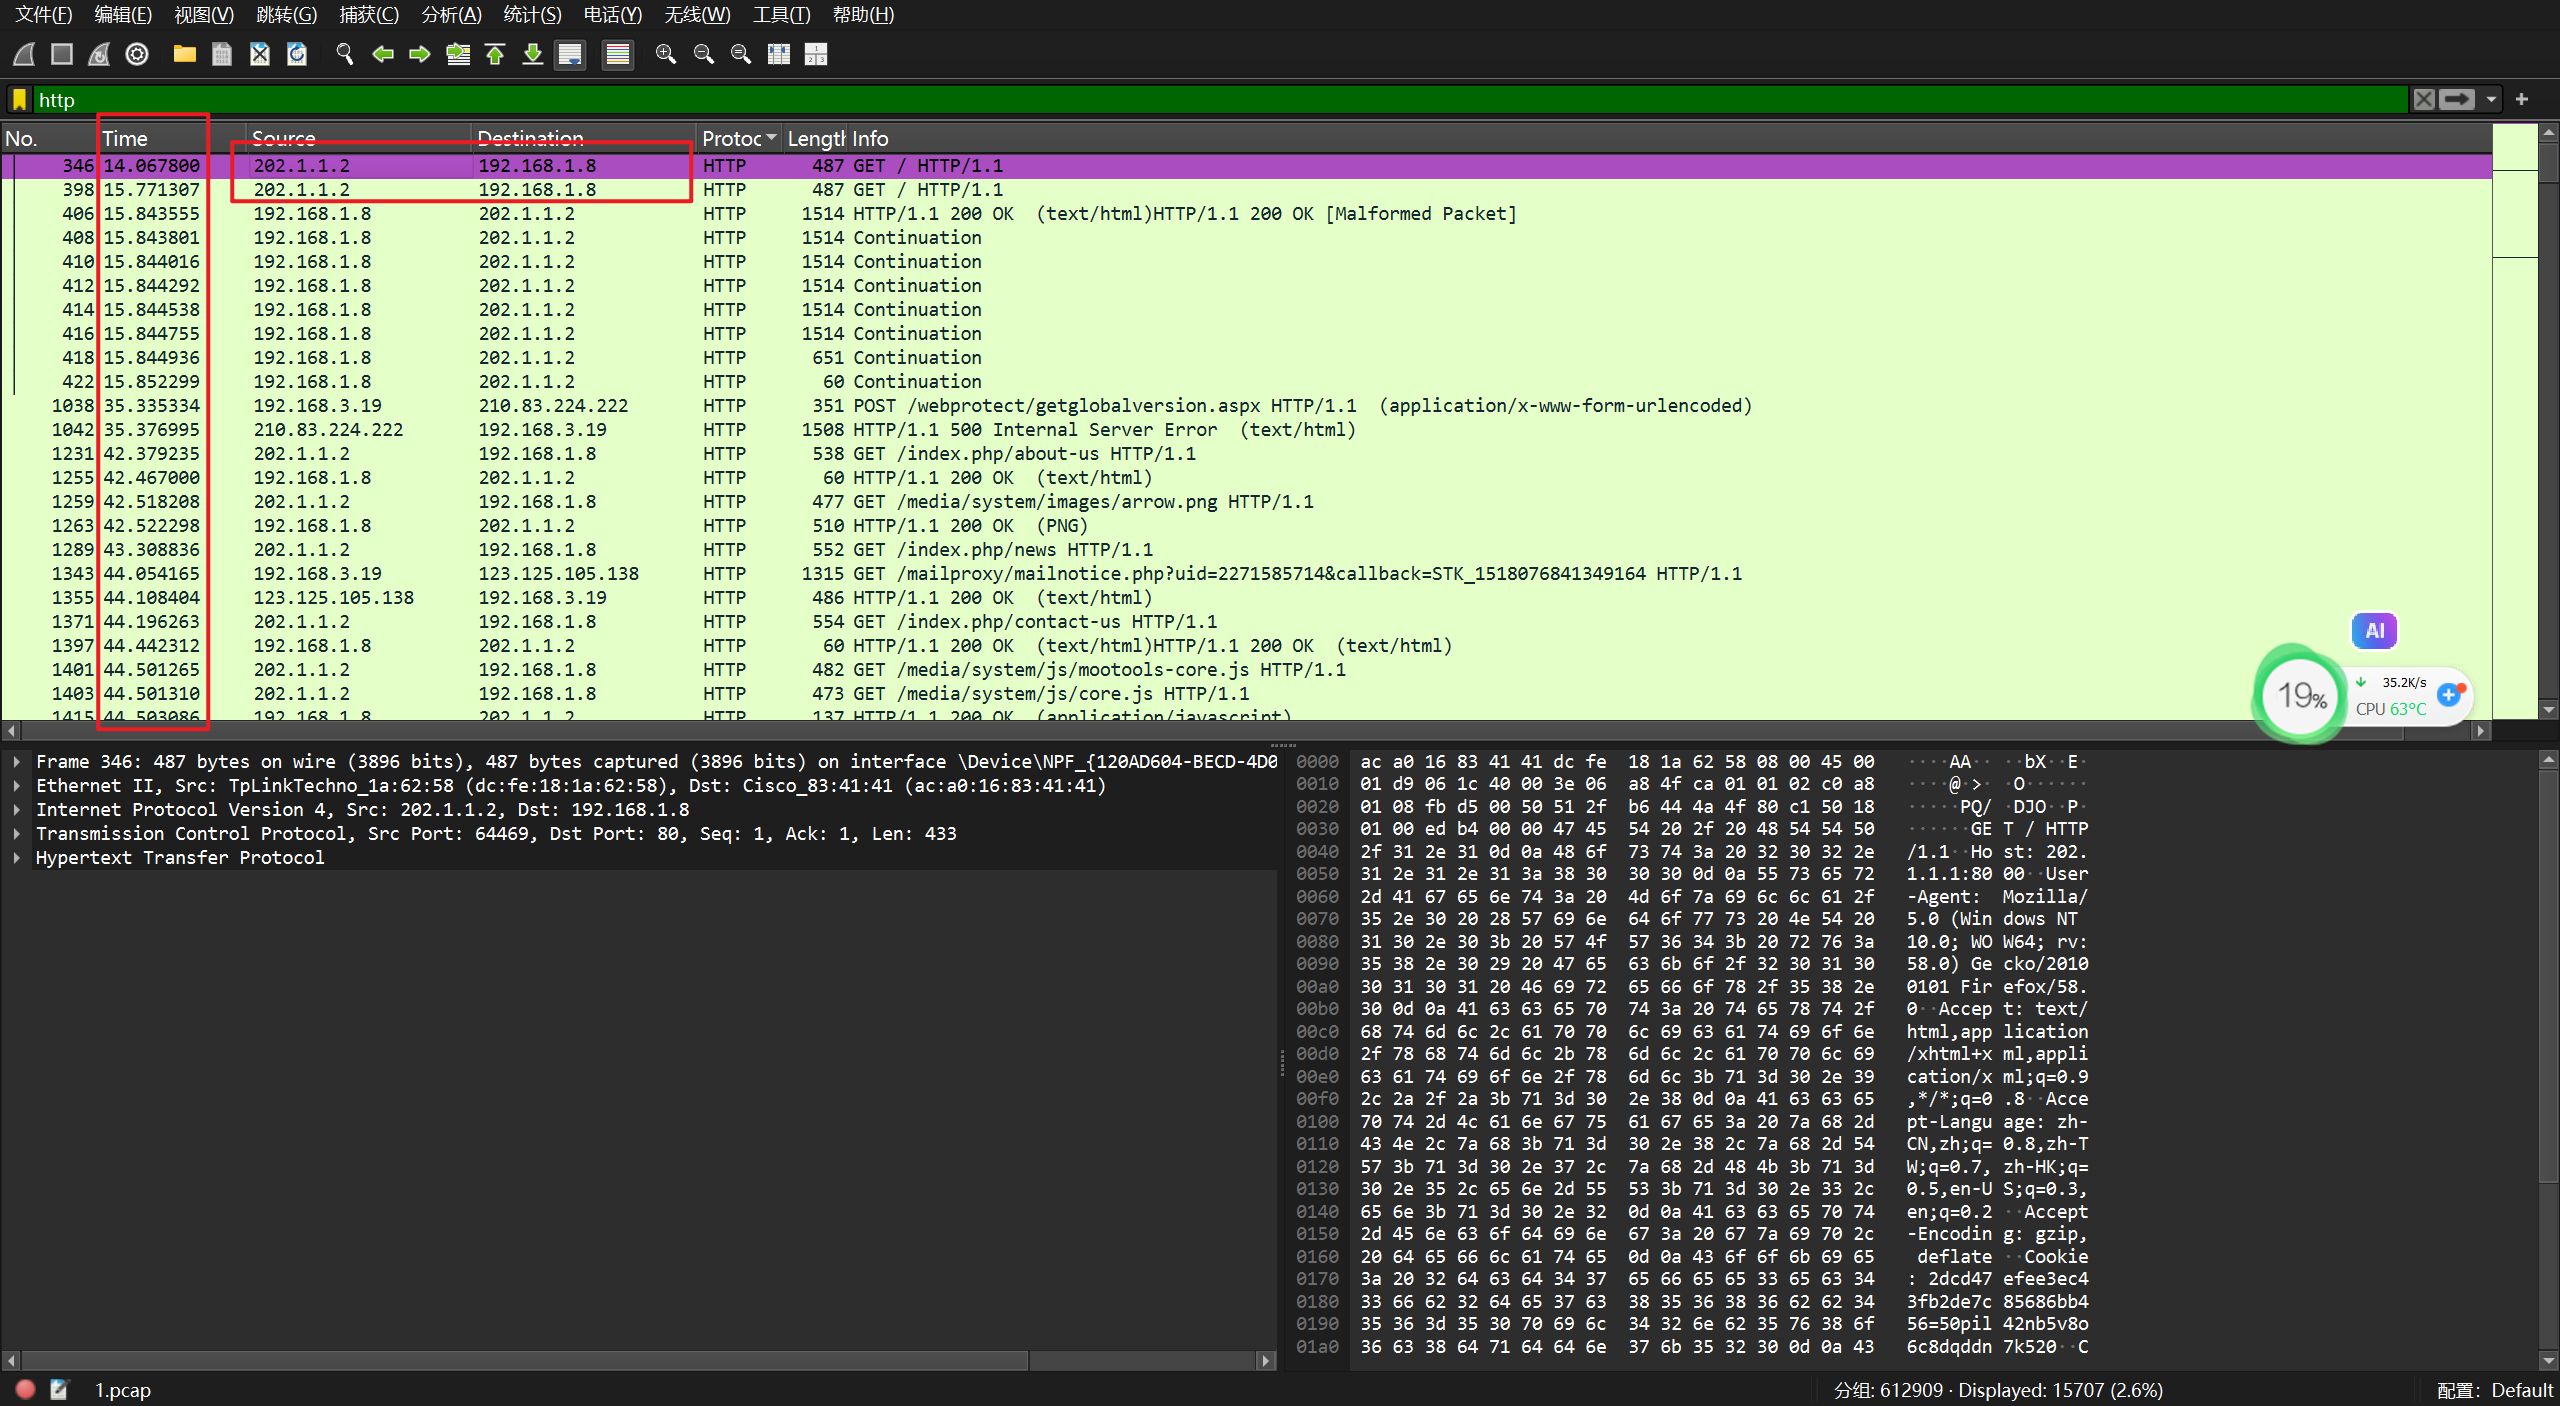 文件(F) 编辑(E) 视图(V) 跳转(G) 捕获(C) 分析(A) 统计(S) 电话(Y) 无线(W) 工具(T) 帮助(H)
http
No. Time Source Destination Protoc Length Info
346 14.067800 202.1.1.2 192.168.1.8 HTTP 487 GET / HTTP/1.1
398 15.771307 202.1.1.2 192.168.1.8 HTTP 487 GET / HTTP/1.1
406 15.843555 192.168.1.8 202.1.1.2 HTTP 1514 HTTP/1.1 200 OK (text/html)HTTP/1.1 200 OK [Malformed Packet]
408 15.843801 192.168.1.8 202.1.1.2 HTTP 1514 Continuation
410 15.844016 192.168.1.8 202.1.1.2 HTTP 1514 Continuation
412 15.844292 192.168.1.8 202.1.1.2 HTTP 1514 Continuation
414 15.844538 192.168.1.8 202.1.1.2 HTTP 1514 Continuation
416 15.844755 192.168.1.8 202.1.1.2 HTTP 1514 Continuation
418 15.844936 192.168.1.8 202.1.1.2 HTTP 651 Continuation
422 15.852299 192.168.1.8 202.1.1.2 HTTP 60 Continuation
1038 35.335334 192.168.3.19 210.83.224.222 HTTP 351 POST /webprotect/getglobalversion.aspx HTTP/1.1 (application/x-www-form-urlencoded)
1042 35.376995 210.83.224.222 192.168.3.19 HTTP 1508 HTTP/1.1 500 Internal Server Error (text/html)
1231 42.379235 202.1.1.2 192.168.1.8 HTTP 538 GET /index.php/about-us HTTP/1.1
1255 42.467000 192.168.1.8 202.1.1.2 HTTP 60 HTTP/1.1 200 OK (text/html)
1259 42.518208 202.1.1.2 192.168.1.8 HTTP 477 GET /media/system/images/arrow.png HTTP/1.1
1263 42.522298 192.168.1.8 202.1.1.2 HTTP 510 HTTP/1.1 200 OK (PNG)
1289 43.308836 202.1.1.2 192.168.1.8 HTTP 552 GET /index.php/news HTTP/1.1
1343 44.054165 192.168.3.19 123.125.105.138 HTTP 1315 GET /mailproxy/mailnotice.php?uid=2271585714&callback=STK_1518076841349164 HTTP/1.1
1355 44.108404 123.125.105.138 192.168.3.19 HTTP 486 HTTP/1.1 200 OK (text/html)
1371 44.196263 202.1.1.2 192.168.1.8 HTTP 554 GET /index.php/contact-us HTTP/1.1
1397 44.442312 192.168.1.8 202.1.1.2 HTTP 60 HTTP/1.1 200 OK (text/html)HTTP/1.1 200 OK (text/html)
1401 44.501265 202.1.1.2 192.168.1.8 HTTP 482 GET /media/system/js/mootools-core.js HTTP/1.1
1403 44.501310 202.1.1.2 192.168.1.8 HTTP 473 GET /media/system/js/core.js HTTP/1.1
1415 44.503086 192.168.1.8 202.1.1.2 HTTP 137 HTTP/1.1 200 OK (application/javascript)
AI
19%
35.2K/s
CPU 63°C
Frame 346: 487 bytes on wire (3896 bits), 487 bytes captured (3896 bits) on interface \Device\NPF_{120AD604-BECD-4D0
Ethernet II, Src: TpLinkTechno_1a:62:58 (dc:fe:18:1a:62:58), Dst: Cisco_83:41:41 (ac:a0:16:83:41:41)
Internet Protocol Version 4, Src: 202.1.1.2, Dst: 192.168.1.8
Transmission Control Protocol, Src Port: 64469, Dst Port: 80, Seq: 1, Ack: 1, Len: 433
Hypertext Transfer Protocol
0000 ac a0 16 83 41 41 dc fe 18 1a 62 58 08 00 45 00 ····AA·· ··bX··E·
0010 01 d9 06 1c 40 00 3e 06 a8 4f ca 01 01 02 c0 a8 ····@·>· ·O······
0020 01 08 fb d5 00 50 51 2f b6 44 4a 4f 80 c1 50 18 ·····PQ/ ·DJO··P·
0030 01 00 ed b4 00 00 47 45 54 20 2f 20 48 54 54 50 ······GE T / HTTP
0040 2f 31 2e 31 0d 0a 48 6f 73 74 3a 20 32 30 32 2e /1.1··Ho st: 202.
0050 31 2e 31 2e 31 3a 38 30 30 30 0d 0a 55 73 65 72 1.1.1:80 00··User
0060 2d 41 67 65 6e 74 3a 20 4d 6f 7a 69 6c 6c 61 2f -Agent: Mozilla/
0070 35 2e 30 20 28 57 69 6e 64 6f 77 73 20 4e 54 20 5.0 (Win dows NT
0080 31 30 2e 30 3b 20 57 4f 57 36 34 3b 20 72 76 3a 10.0; WO W64; rv:
0090 35 38 2e 30 29 20 47 65 63 6b 6f 2f 32 30 31 30 58.0) Ge cko/2010
00a0 30 31 30 31 20 46 69 72 65 66 6f 78 2f 35 38 2e 0101 Fir efox/58.
00b0 30 0d 0a 41 63 63 65 70 74 3a 20 74 65 78 74 2f 0··Accep t: text/
00c0 68 74 6d 6c 2c 61 70 70 6c 69 63 61 74 69 6f 6e html,app lication
00d0 2f 78 68 74 6d 6c 2b 78 6d 6c 2c 61 70 70 6c 69 /xhtml+x ml,appli
00e0 63 61 74 69 6f 6e 2f 78 6d 6c 3b 71 3d 30 2e 39 cation/x ml;q=0.9
00f0 2c 2a 2f 2a 3b 71 3d 30 2e 38 0d 0a 41 63 63 65 ,*/*;q=0 .8··Acce
0100 70 74 2d 4c 61 6e 67 75 61 67 65 3a 20 7a 68 2d pt-Langu age: zh-
0110 43 4e 2c 7a 68 3b 71 3d 30 2e 38 2c 7a 68 2d 54 CN,zh;q= 0.8,zh-T
0120 57 3b 71 3d 30 2e 37 2c 7a 68 2d 48 4b 3b 71 3d W;q=0.7, zh-HK;q=
0130 30 2e 35 2c 65 6e 2d 55 53 3b 71 3d 30 2e 33 2c 0.5,en-U S;q=0.3,
0140 65 6e 3b 71 3d 30 2e 32 0d 0a 41 63 63 65 70 74 en;q=0.2 ··Accept
0150 2d 45 6e 63 6f 64 69 6e 67 3a 20 67 7a 69 70 2c -Encodin g: gzip,
0160 20 64 65 66 6c 61 74 65 0d 0a 43 6f 6f 6b 69 65 deflate ··Cookie
0170 3a 20 32 64 63 64 34 37 65 66 65 65 33 65 63 34 : 2dcd47 efee3ec4
0180 33 66 62 32 64 65 37 63 38 35 36 38 36 62 62 34 3fb2de7c 85686bb4
0190 35 36 3d 35 30 70 69 6c 34 32 6e 62 35 76 38 6f 56=50pil 42nb5v8o
01a0 36 63 38 64 71 64 64 6e 37 6b 35 32 30 0d 0a 43 6c8dqddn 7k520··C
1.pcap
分组: 612909 · Displayed: 15707 (2.6%)
配置: Default